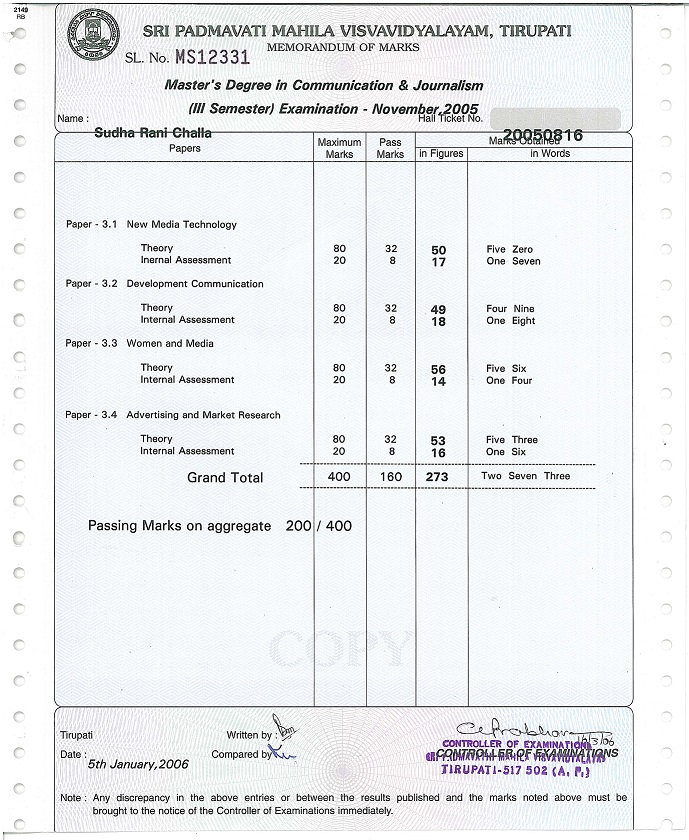 2149
RB
SRI PADMAVATI MAHILA VISVAVIDYALAYAM, TIRUPATI
MEMORANDUM OF MARKS
SL. No. MS12331
Master's Degree in Communication & Journalism
(III Semester) Examination - November,2005
Name : Hall Ticket No.
Sudha Rani Challa 20050816
Papers Maximum Marks Pass Marks Marks Obtained
in Figures in Words
Paper - 3.1 New Media Technology
Theory 80 32 50 Five Zero
Inernal Assessment 20 8 17 One Seven
Paper - 3.2 Development Communication
Theory 80 32 49 Four Nine
Internal Assessment 20 8 18 One Eight
Paper - 3.3 Women and Media
Theory 80 32 56 Five Six
Internal Assessment 20 8 14 One Four
Paper - 3.4 Advertising and Market Research
Theory 80 32 53 Five Three
Internal Assessment 20 8 16 One Six
Grand Total 400 160 273 Two Seven Three
Passing Marks on aggregate 200 / 400
COPY
Tirupati Written by :
Date : Compared by
5th January,2006
CONTROLLER OF EXAMINATIONS
CONTROLLER OF EXAMINATIONS
SRI PADMAVATHI MAHILA VISVAVIDYALAYAM
TIRUPATI-517 502 (A. P.)
Note : Any discrepancy in the above entries or between the results published and the marks noted above must be
brought to the notice of the Controller of Examinations immediately.